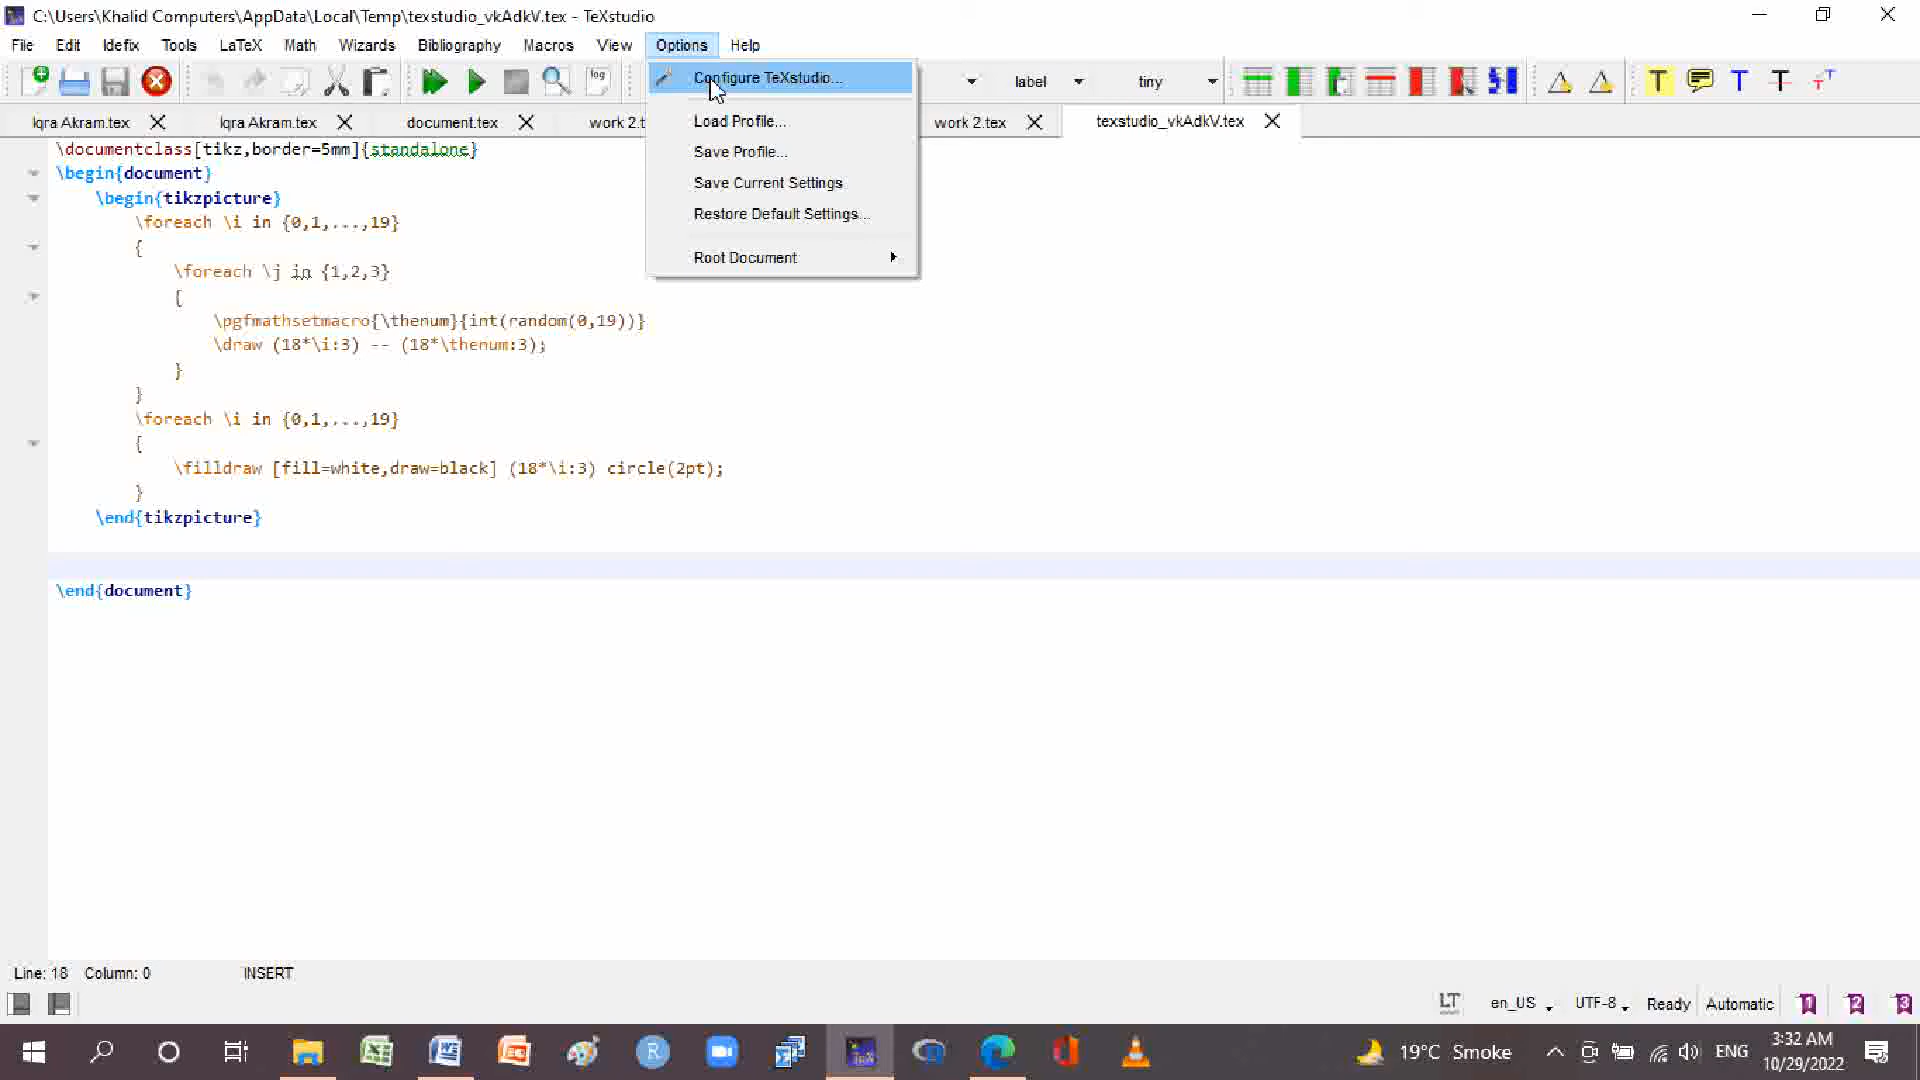 C:\Users\Khalid Computers\AppData\Local\Temp\texstudio_vkAdkV.tex - TeXstudio
File Edit Idefix Tools LaTeX Math Wizards Bibliography Macros View Options Help
log label tiny
Configure TeXstudio...
Load Profile...
Save Profile...
Save Current Settings
Restore Default Settings...
Root Document
Iqra Akram.tex Iqra Akram.tex document.tex work 2.t work 2.tex texstudio_vkAdkV.tex
\documentclass[tikz,border=5mm]{standalone}
\begin{document}
\begin{tikzpicture}
\foreach \i in {0,1,...,19}
{
\foreach \j in {1,2,3}
{
\pgfmathsetmacro{\thenum}{int(random(0,19))}
\draw (18*\i:3) -- (18*\thenum:3);
}
}
\foreach \i in {0,1,...,19}
{
\filldraw [fill=white,draw=black] (18*\i:3) circle(2pt);
}
\end{tikzpicture}
\end{document}
Line: 18 Column: 0 INSERT
LT en_US UTF-8 Ready Automatic 1 2 3
19°C Smoke ENG 3:32 AM
10/29/2022